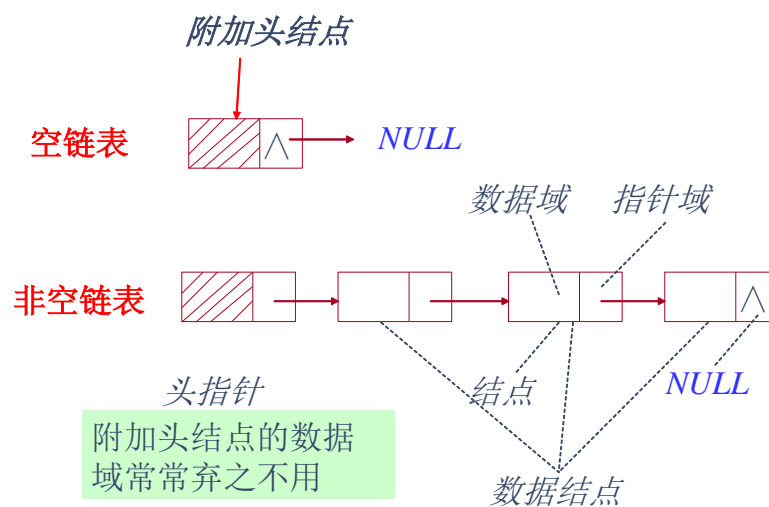 附加头结点
空链表
∧
NULL
数据域
指针域
非空链表
∧
头指针
结点
NULL
附加头结点的数据
域常常弃之不用
数据结点